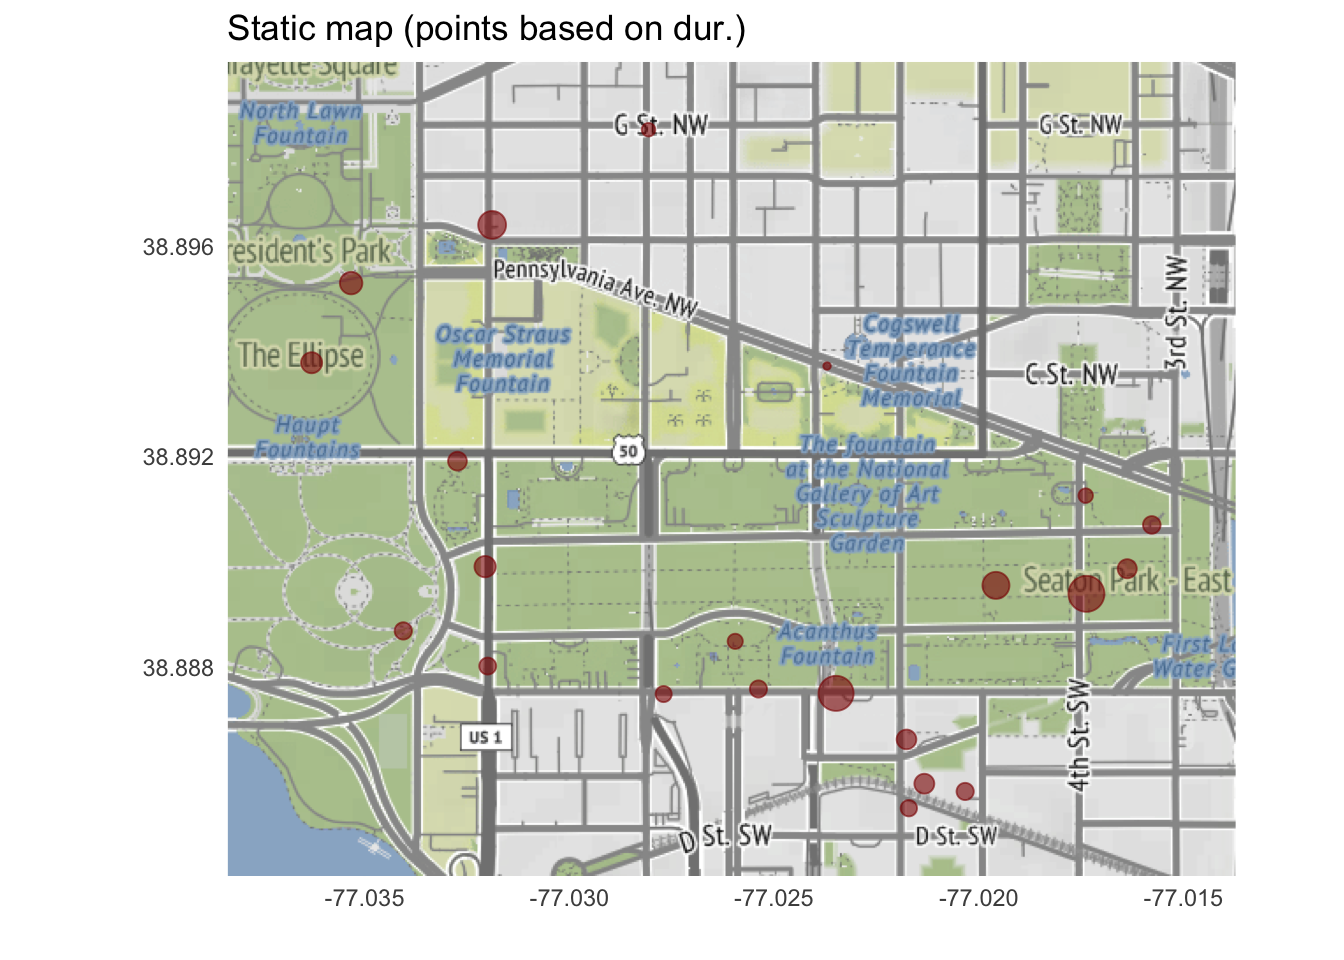 Static map (points based on dur.)
fayette Square
North Lawn
Fountain
G St. NW
G St. NW
38.896
resident's Park
Pennsylvania Ave. NW
3rd St. NW
Oscar Straus
Memorial
Fountain
Cogswell
Temperance
Fountain
Memorial
The Ellipse
C St. NW
Haupt
Fountains
38.892
50
The fountain
at the National
Gallery of Art
Sculpture
Garden
Seaton Park - East
Acanthus
Fountain
First L
Water G
38.888
US 1
4th St. SW
D St. SW
D St. SW
-77.035
-77.030
-77.025
-77.020
-77.015